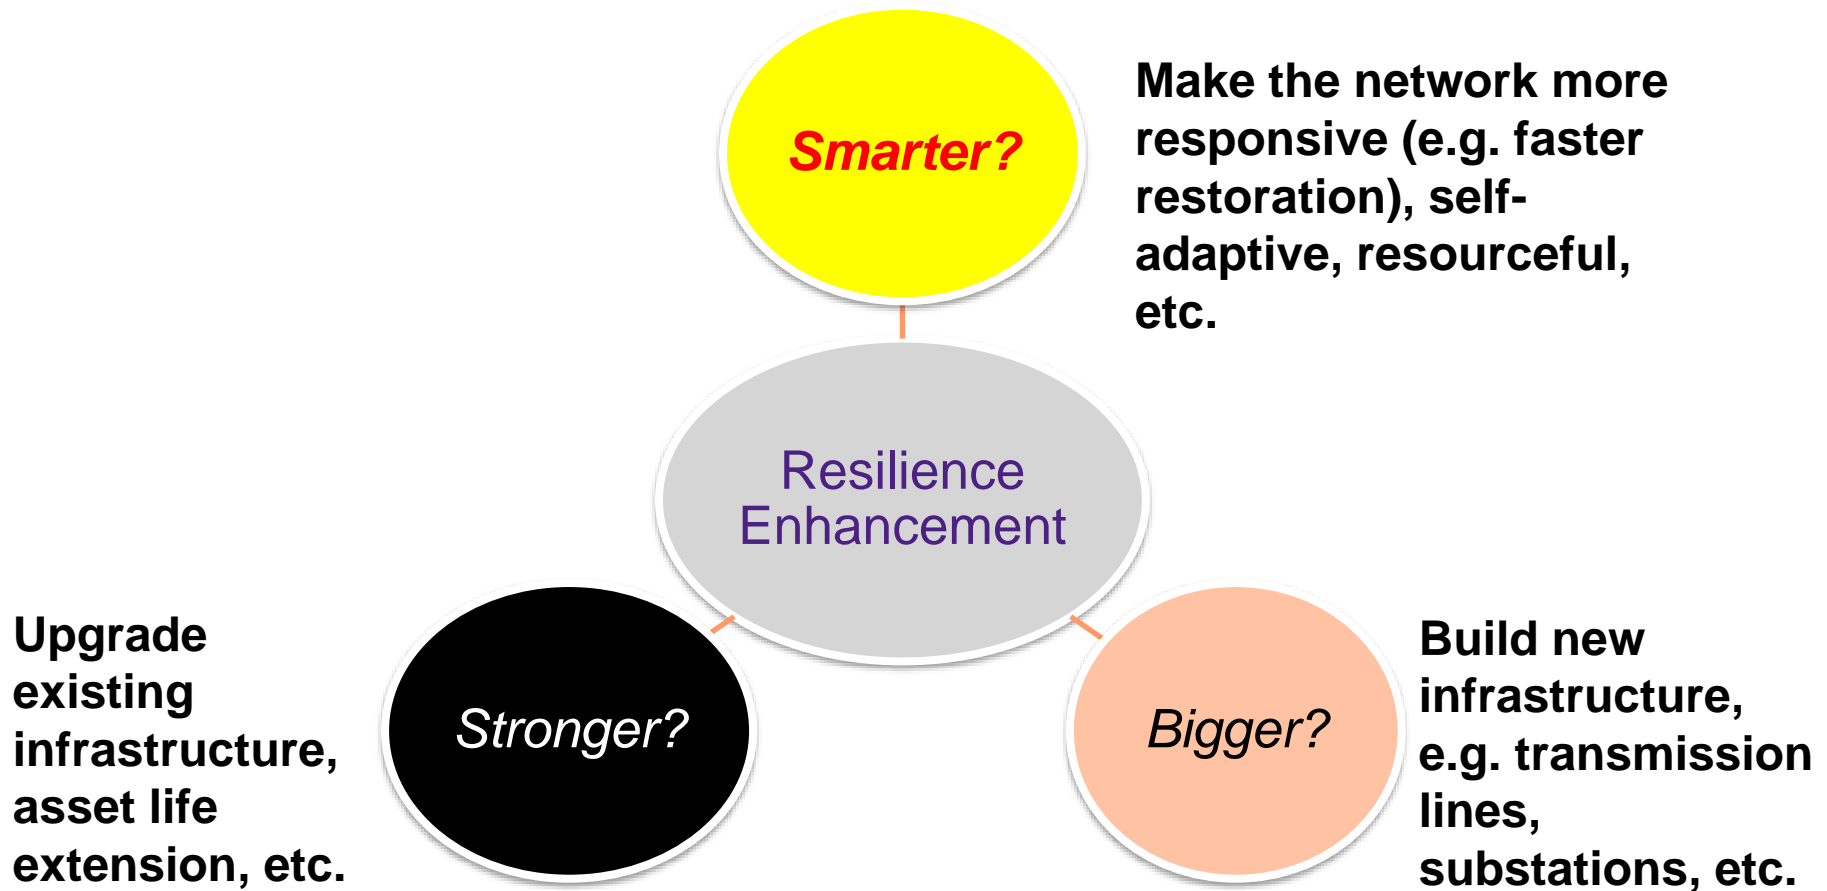 Smarter?
Make the network more
responsive (e.g. faster
restoration), self-
adaptive, resourceful,
etc.
Resilience
Enhancement
Upgrade
existing
infrastructure,
asset life
extension, etc.
Stronger?
Bigger?
Build new
infrastructure,
e.g. transmission
lines,
substations, etc.